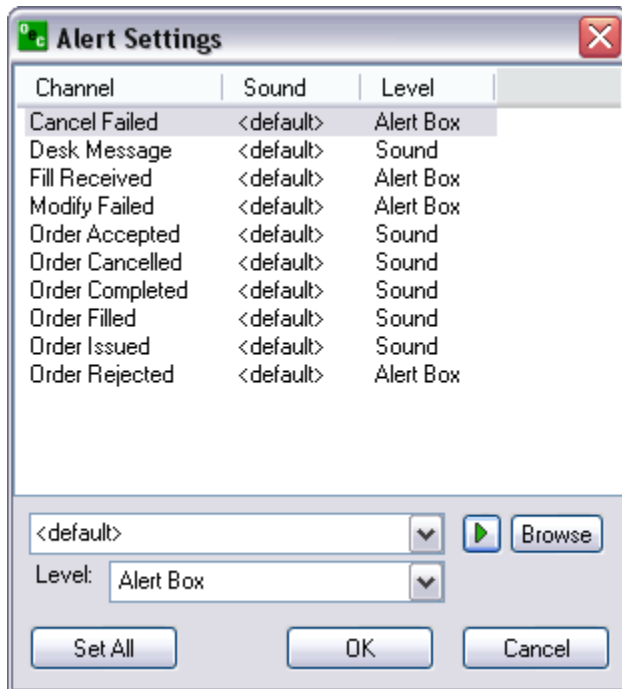 OeC Alert Settings
Channel Sound Level
Cancel Failed <default> Alert Box
Desk Message <default> Sound
Fill Received <default> Alert Box
Modify Failed <default> Alert Box
Order Accepted <default> Sound
Order Cancelled <default> Sound
Order Completed <default> Sound
Order Filled <default> Sound
Order Issued <default> Sound
Order Rejected <default> Alert Box
<default> Browse
Level: Alert Box
Set All OK Cancel